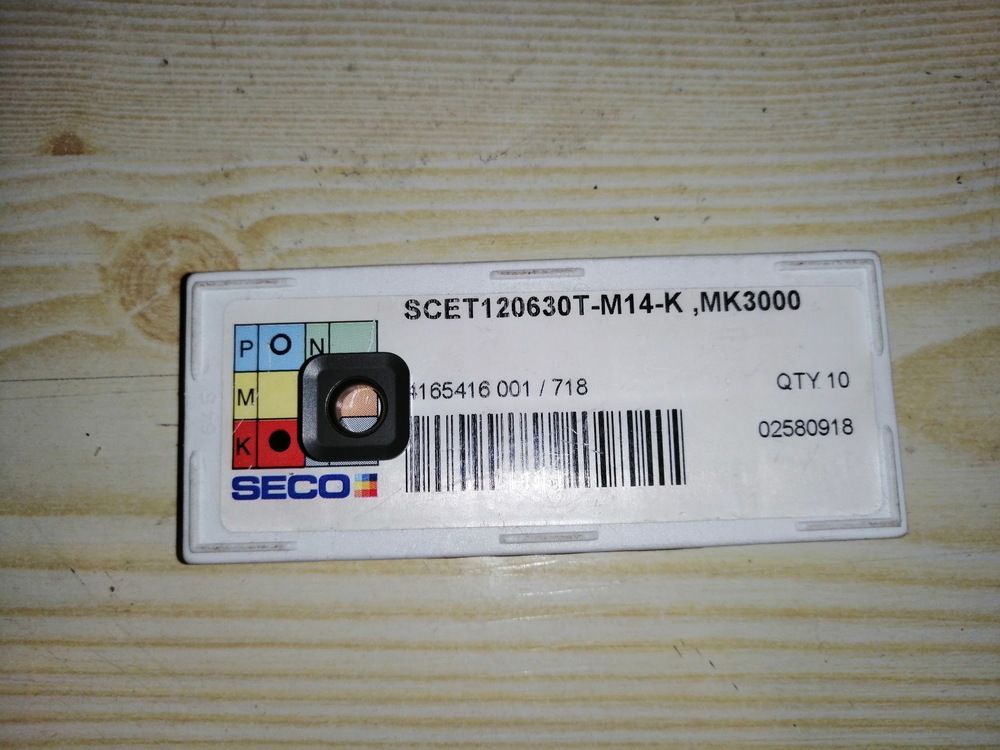 SCET120630T-M14-K ,MK3000
P O N
M
K
4165416 001 / 718
QTY 10
02580918
SECO